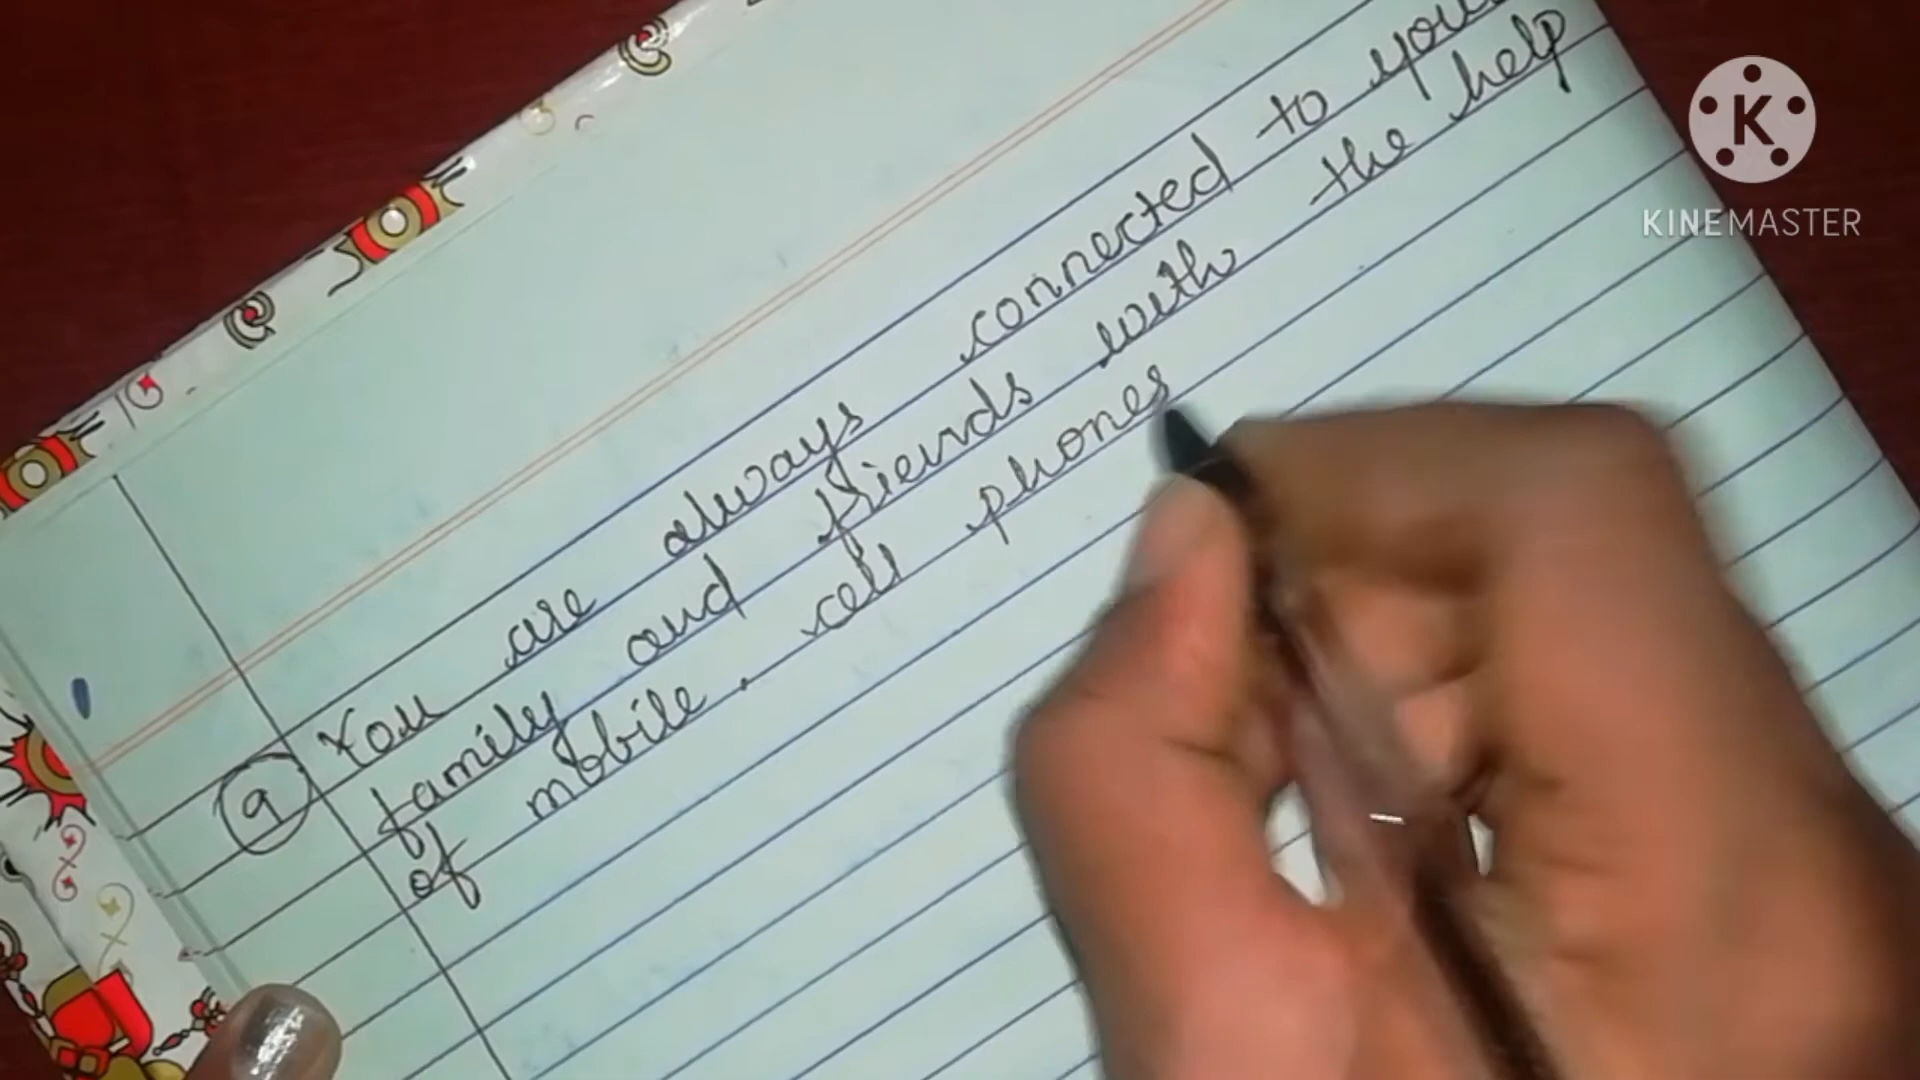 9 You are always connected to your
family and friends with the help
of mobile. cell phones
K
KINEMASTER